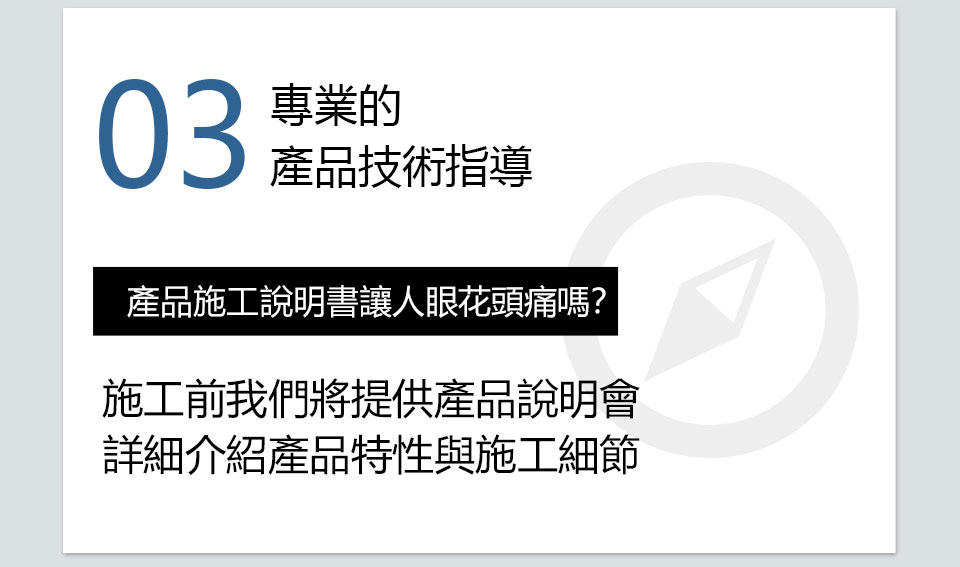 03
專業的
產品技術指導
產品施工說明書讓人眼花頭痛嗎?
施工前我們將提供產品說明會
詳細介紹產品特性與施工細節